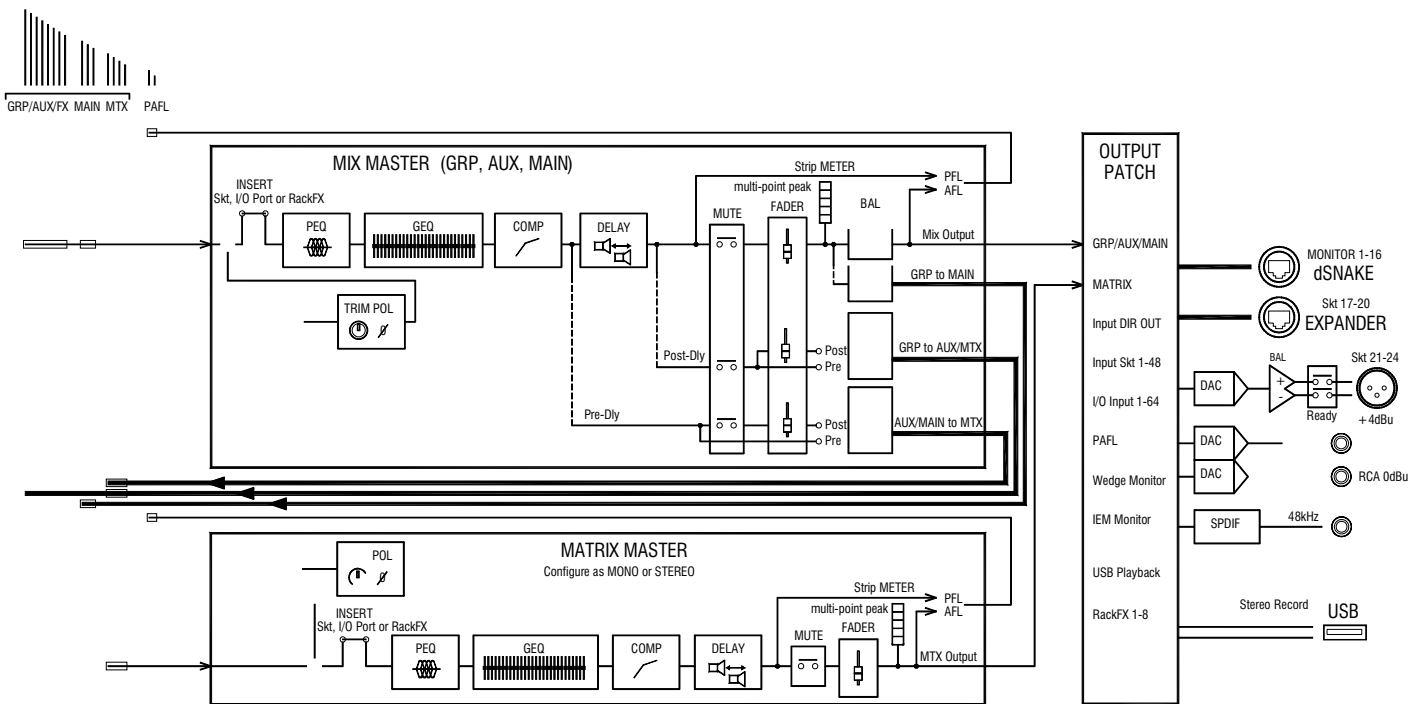 GRP/AUX/FX MAIN MTX PAFL
MIX MASTER (GRP, AUX, MAIN)
INSERT
Skt, I/O Port or RackFX
PEQ
GEQ
COMP
DELAY
TRIM POL
Strip METER
multi-point peak
MUTE
FADER
BAL
PFL
AFL
Mix Output
GRP to MAIN
Post-Dly
Post
Pre
GRP to AUX/MTX
Pre-Dly
Post
Pre
AUX/MAIN to MTX
MATRIX MASTER
Configure as MONO or STEREO
POL
INSERT
Skt, I/O Port or RackFX
PEQ
GEQ
COMP
DELAY
Strip METER
multi-point peak
MUTE
FADER
PFL
AFL
MTX Output
OUTPUT
PATCH
GRP/AUX/MAIN
MATRIX
Input DIR OUT
Input Skt 1-48
I/O Input 1-64
PAFL
Wedge Monitor
IEM Monitor
USB Playback
RackFX 1-8
MONITOR 1-16
dSNAKE
Skt 17-20
EXPANDER
DAC
BAL
+
-
Ready
Skt 21-24
+4dBu
DAC
DAC
RCA 0dBu
SPDIF
48kHz
Stereo Record
USB